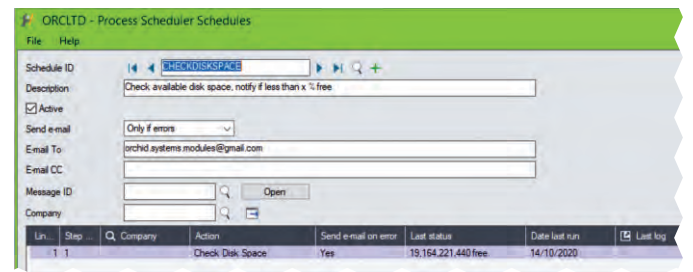 ORCLTD - Process Scheduler Schedules
File Help
Schedule ID CHECKDISKSPACE
Description Check available disk space, notify if less than x % free
Active
Send e-mail Only if errors
E-mail To orchid.systems.modules@gmail.com
E-mail CC
Message ID Open
Company
Lin... Step ... Company Action Send e-mail on error Last status Date last run Last log
1 1 Check Disk Space Yes 19,164,221,440 free 14/10/2020